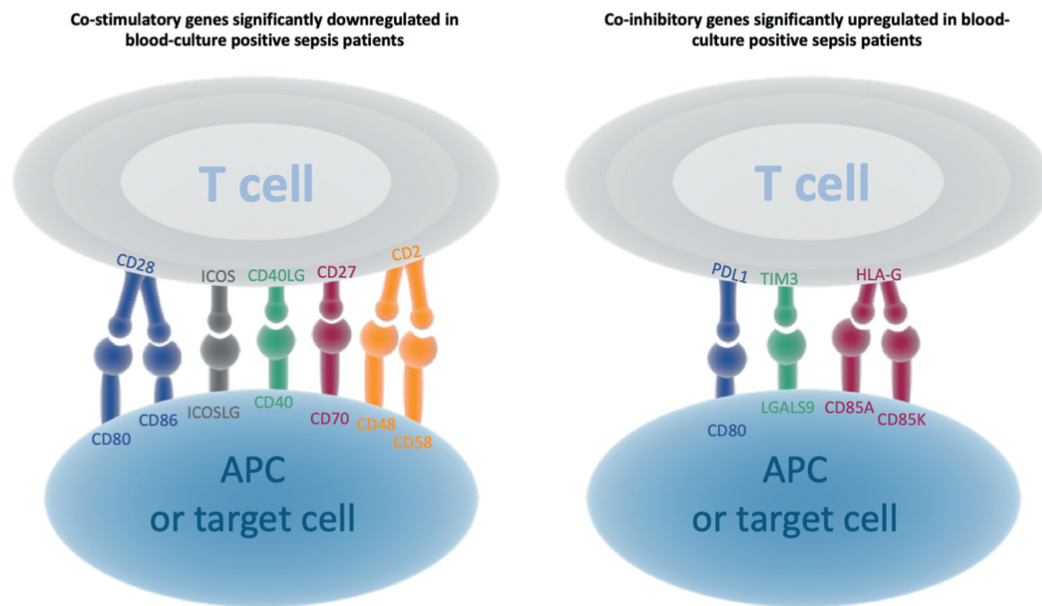 Co-stimulatory genes significantly downregulated in
blood-culture positive sepsis patients
T cell
CD28
ICOS
CD40LG
CD27
CD2
CD80
CD86
ICOSLG
CD40
CD70
CD48
CD58
APC
or target cell
Co-inhibitory genes significantly upregulated in blood-
culture positive sepsis patients
T cell
PDL1
TIM3
HLA-G
CD80
LGALS9
CD85A
CD85K
APC
or target cell